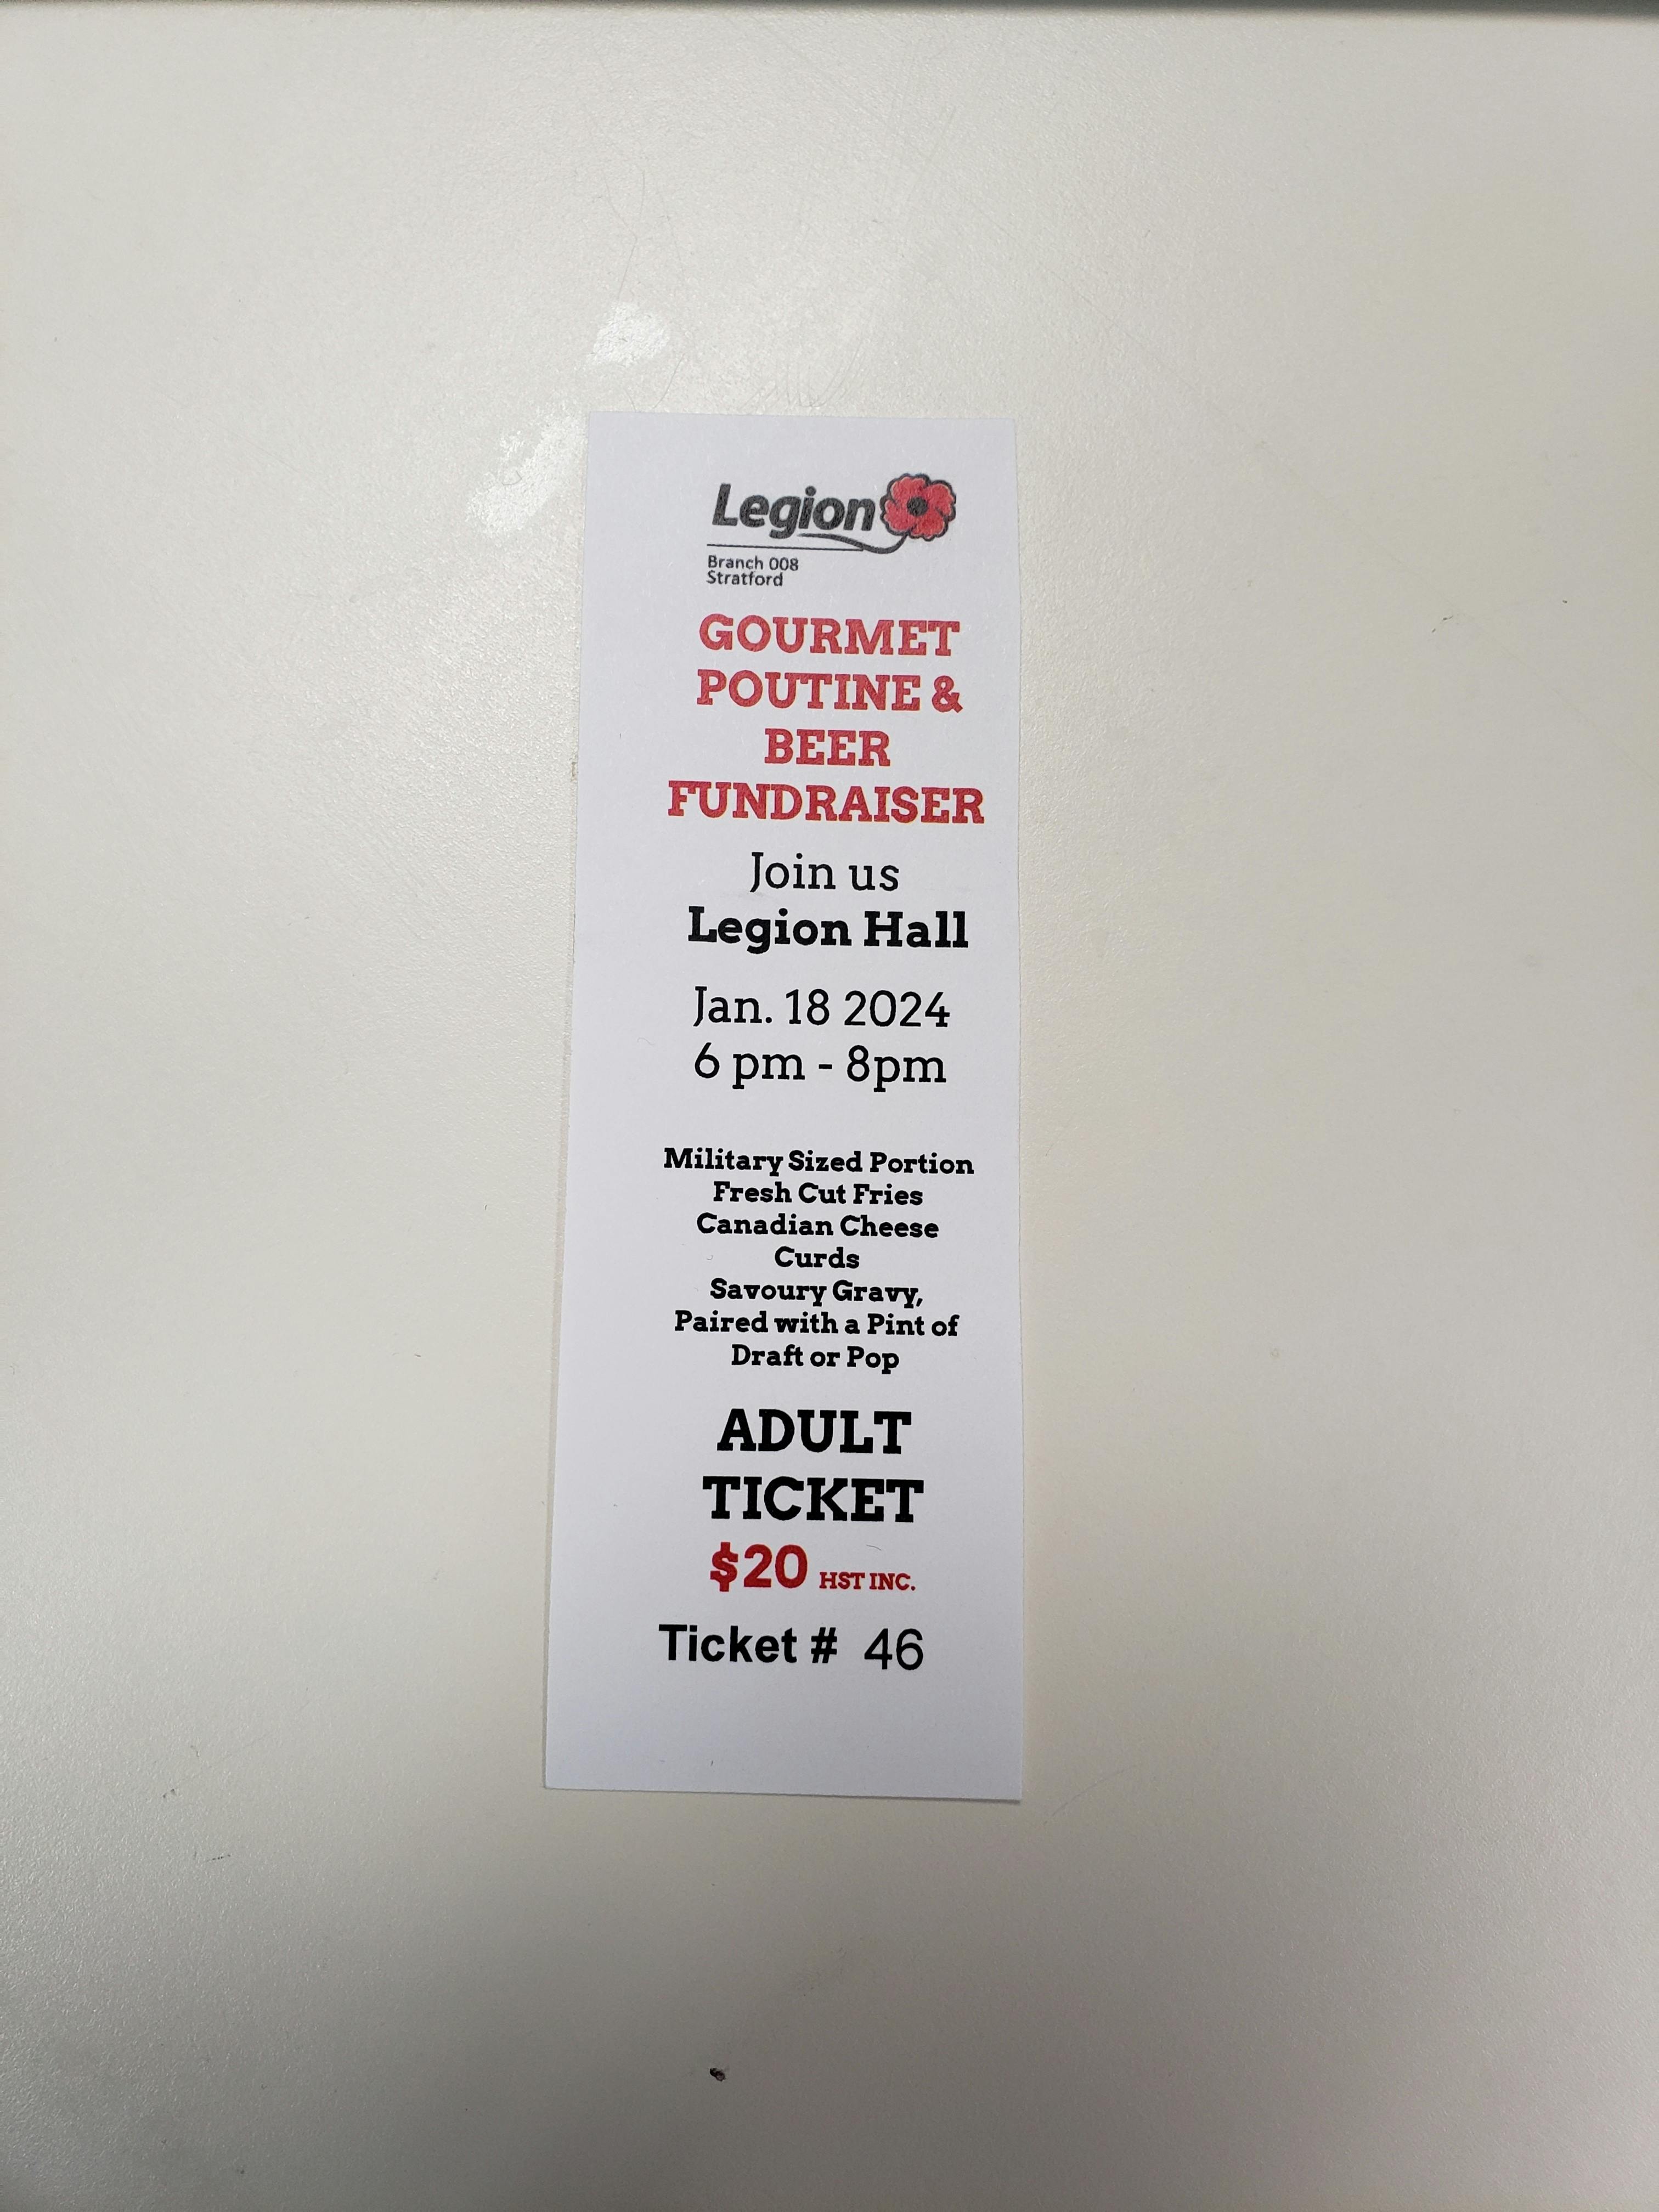 Legion
Branch 008
Stratford
GOURMET
POUTINE &
BEER
FUNDRAISER
Join us
Legion Hall
Jan. 18 2024
6 pm - 8pm
Military Sized Portion
Fresh Cut Fries
Canadian Cheese
Curds
Savoury Gravy,
Paired with a Pint of
Draft or Pop
ADULT
TICKET
$20 HST INC.
Ticket # 46